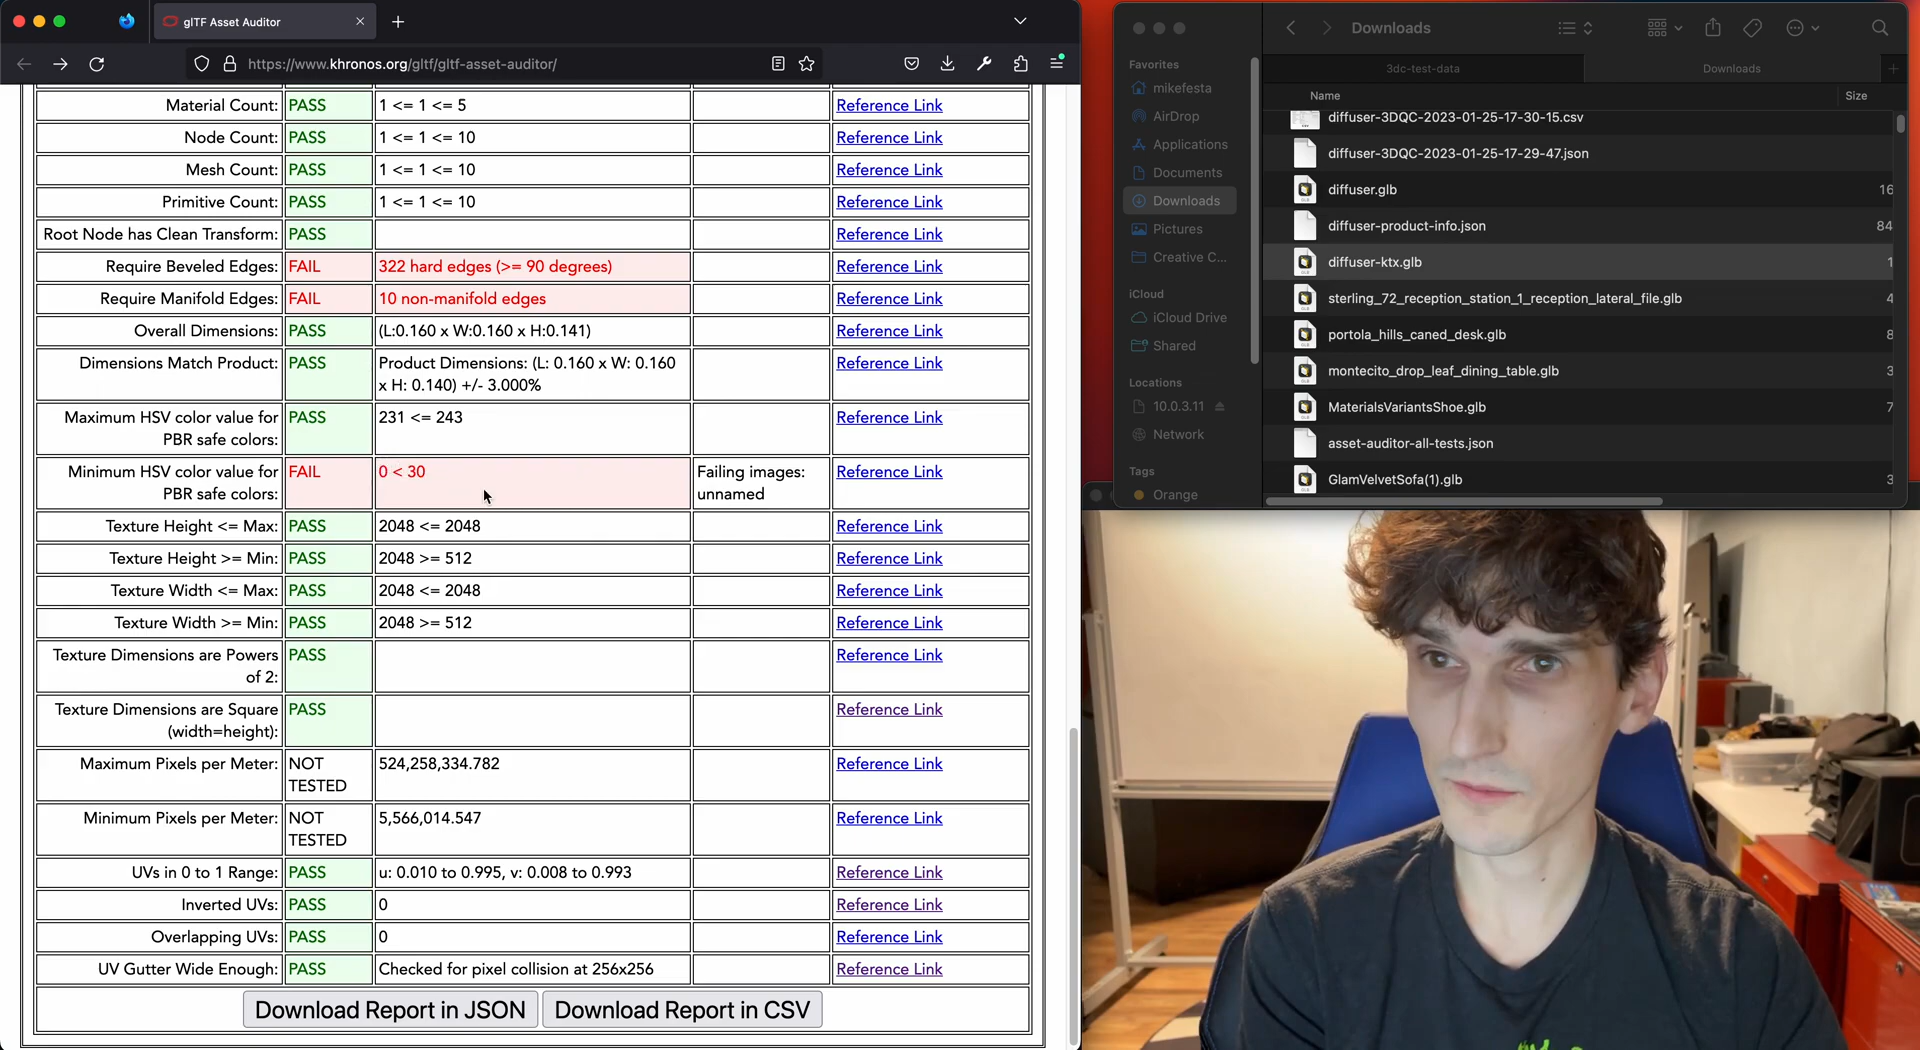 glTF Asset Auditor
https://www.khronos.org/gltf/gltf-asset-auditor/
Material Count: PASS 1 <= 1 <= 5 Reference Link
Node Count: PASS 1 <= 1 <= 10 Reference Link
Mesh Count: PASS 1 <= 1 <= 10 Reference Link
Primitive Count: PASS 1 <= 1 <= 10 Reference Link
Root Node has Clean Transform: PASS Reference Link
Require Beveled Edges: FAIL 322 hard edges (>= 90 degrees) Reference Link
Require Manifold Edges: FAIL 10 non-manifold edges Reference Link
Overall Dimensions: PASS (L:0.160 x W:0.160 x H:0.141) Reference Link
Dimensions Match Product: PASS Product Dimensions: (L: 0.160 x W: 0.160 Reference Link
x H: 0.140) +/- 3.000%
Maximum HSV color value for PASS 231 <= 243 Reference Link
PBR safe colors:
Minimum HSV color value for FAIL 0 < 30 Failing images: Reference Link
PBR safe colors: unnamed
Texture Height <= Max: PASS 2048 <= 2048 Reference Link
Texture Height >= Min: PASS 2048 >= 512 Reference Link
Texture Width <= Max: PASS 2048 <= 2048 Reference Link
Texture Width >= Min: PASS 2048 >= 512 Reference Link
Texture Dimensions are Powers PASS Reference Link
of 2:
Texture Dimensions are Square PASS Reference Link
(width=height):
Maximum Pixels per Meter: NOT 524,258,334.782 Reference Link
TESTED
Minimum Pixels per Meter: NOT 5,566,014.547 Reference Link
TESTED
UVs in 0 to 1 Range: PASS u: 0.010 to 0.995, v: 0.008 to 0.993 Reference Link
Inverted UVs: PASS 0 Reference Link
Overlapping UVs: PASS 0 Reference Link
UV Gutter Wide Enough: PASS Checked for pixel collision at 256x256 Reference Link
Download Report in JSON Download Report in CSV
Downloads
3dc-test-data Downloads
Favorites
mikefesta
AirDrop
Applications
Documents
Downloads
Pictures
Creative C...
iCloud
iCloud Drive
Shared
Locations
10.0.3.11
Network
Tags
Orange
Name Size
diffuser-3DQC-2023-01-25-17-30-15.csv
diffuser-3DQC-2023-01-25-17-29-47.json
diffuser.glb 16
diffuser-product-info.json 84
diffuser-ktx.glb 1
sterling_72_reception_station_1_reception_lateral_file.glb 4
portola_hills_caned_desk.glb 8
montecito_drop_leaf_dining_table.glb 3
MaterialsVariantsShoe.glb 7
asset-auditor-all-tests.json
GlamVelvetSofa(1).glb 3